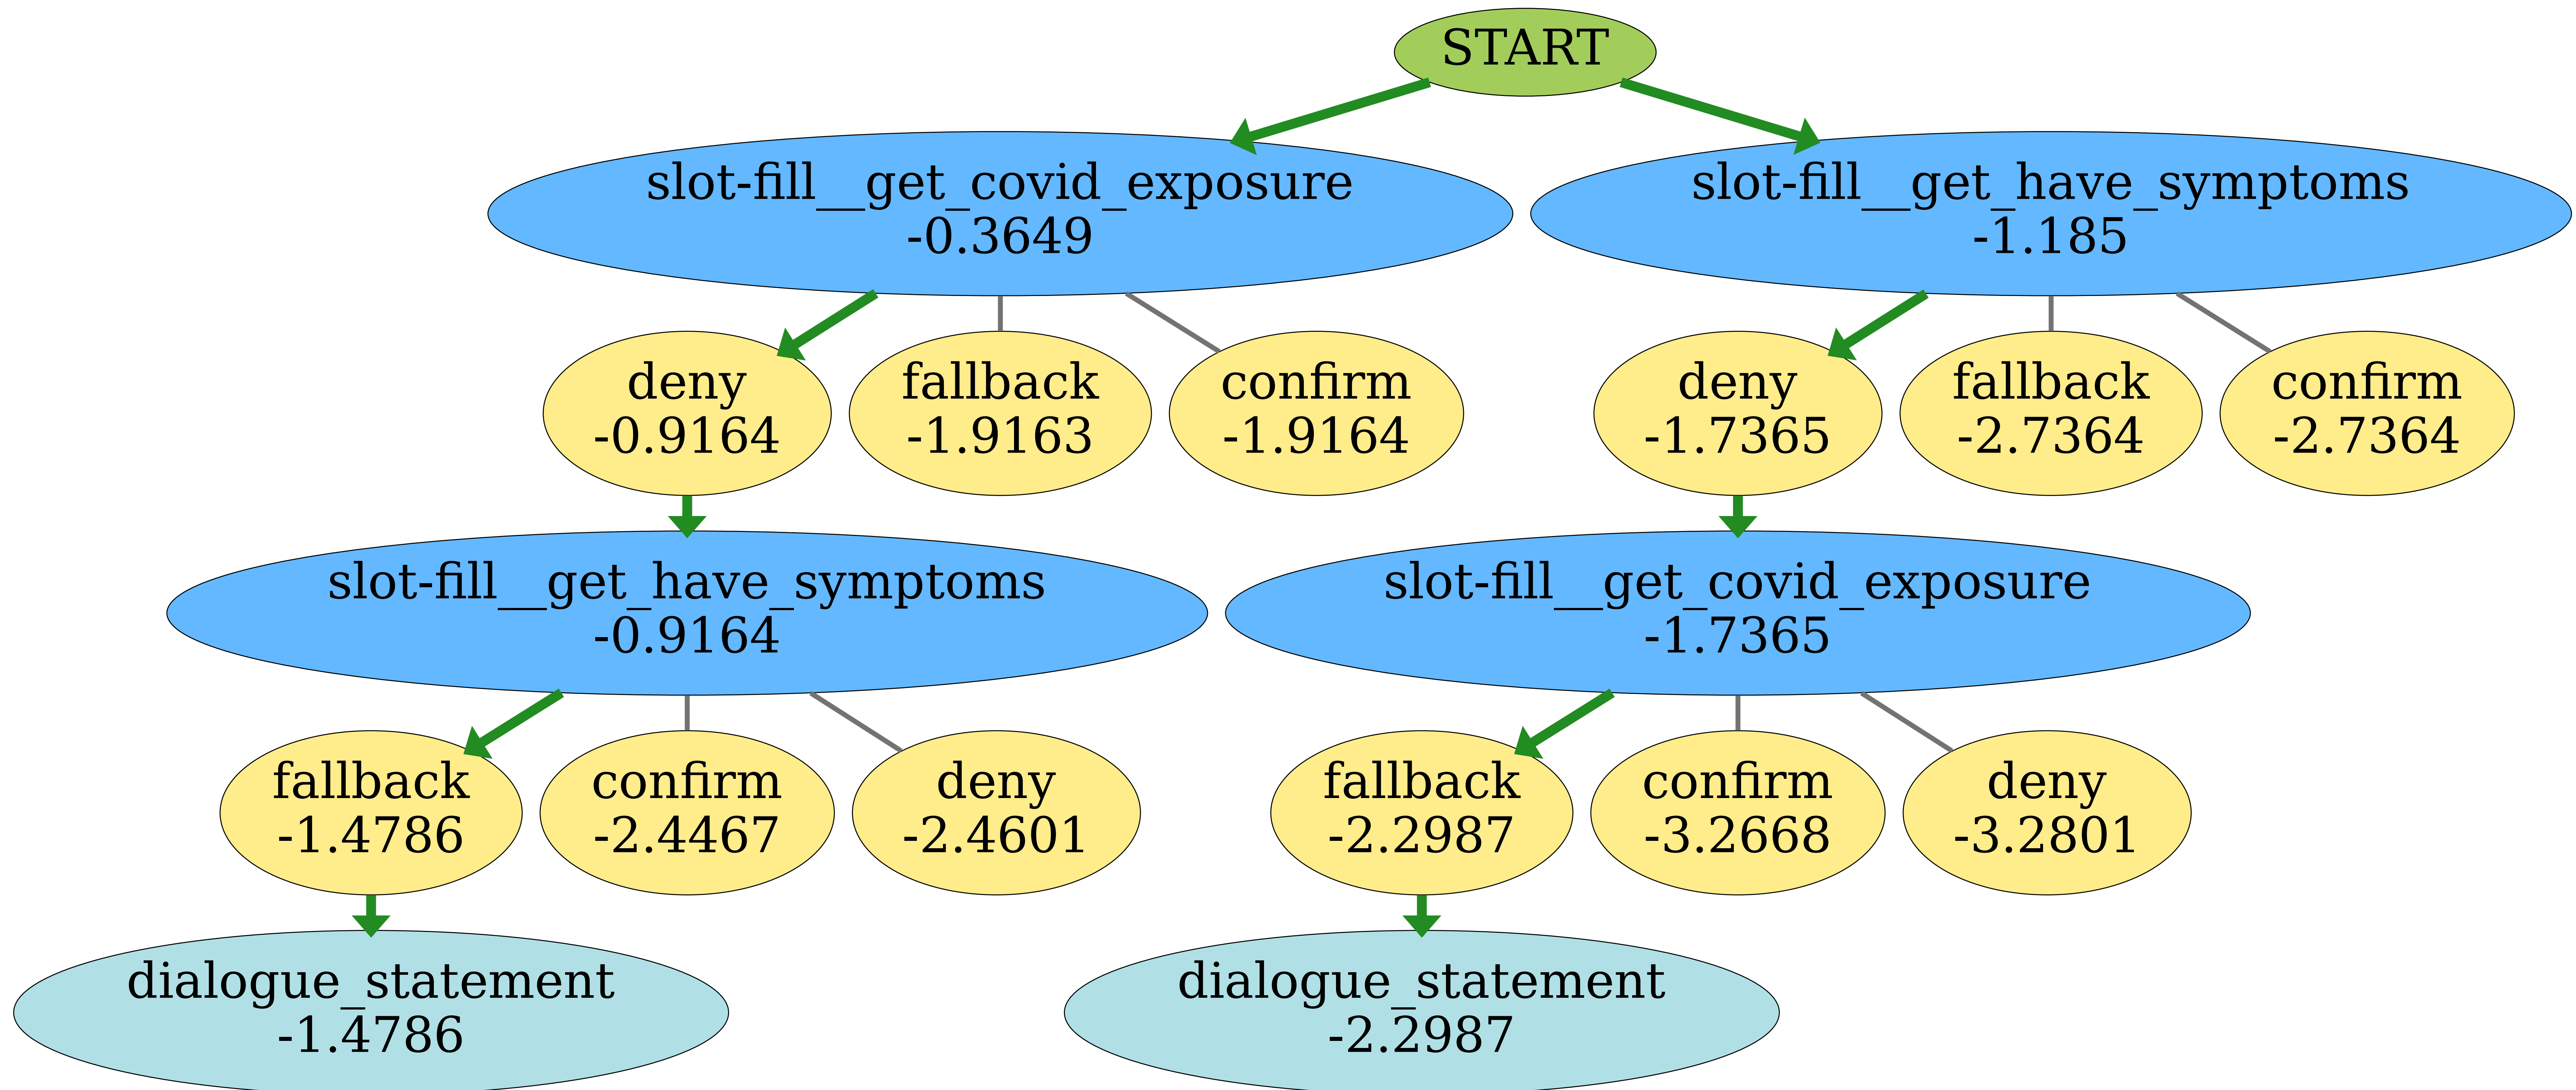 START
slot-fill__get_covid_exposure
-0.3649
slot-fill__get_have_symptoms
-1.185
deny
-0.9164
fallback
-1.9163
confirm
-1.9164
deny
-1.7365
fallback
-2.7364
confirm
-2.7364
slot-fill__get_have_symptoms
-0.9164
slot-fill__get_covid_exposure
-1.7365
fallback
-1.4786
confirm
-2.4467
deny
-2.4601
fallback
-2.2987
confirm
-3.2668
deny
-3.2801
dialogue_statement
-1.4786
dialogue_statement
-2.2987